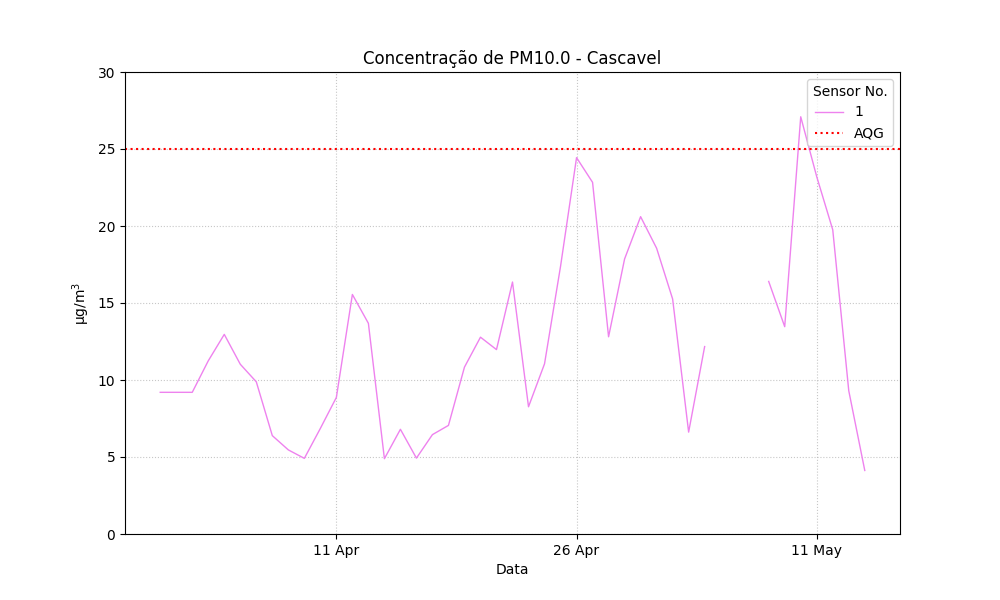 Concentração de PM10.0 - Cascavel
30
25
20
15
10
5
0
µg/m³
Sensor No.
1
AQG
11 Apr
26 Apr
11 May
Data